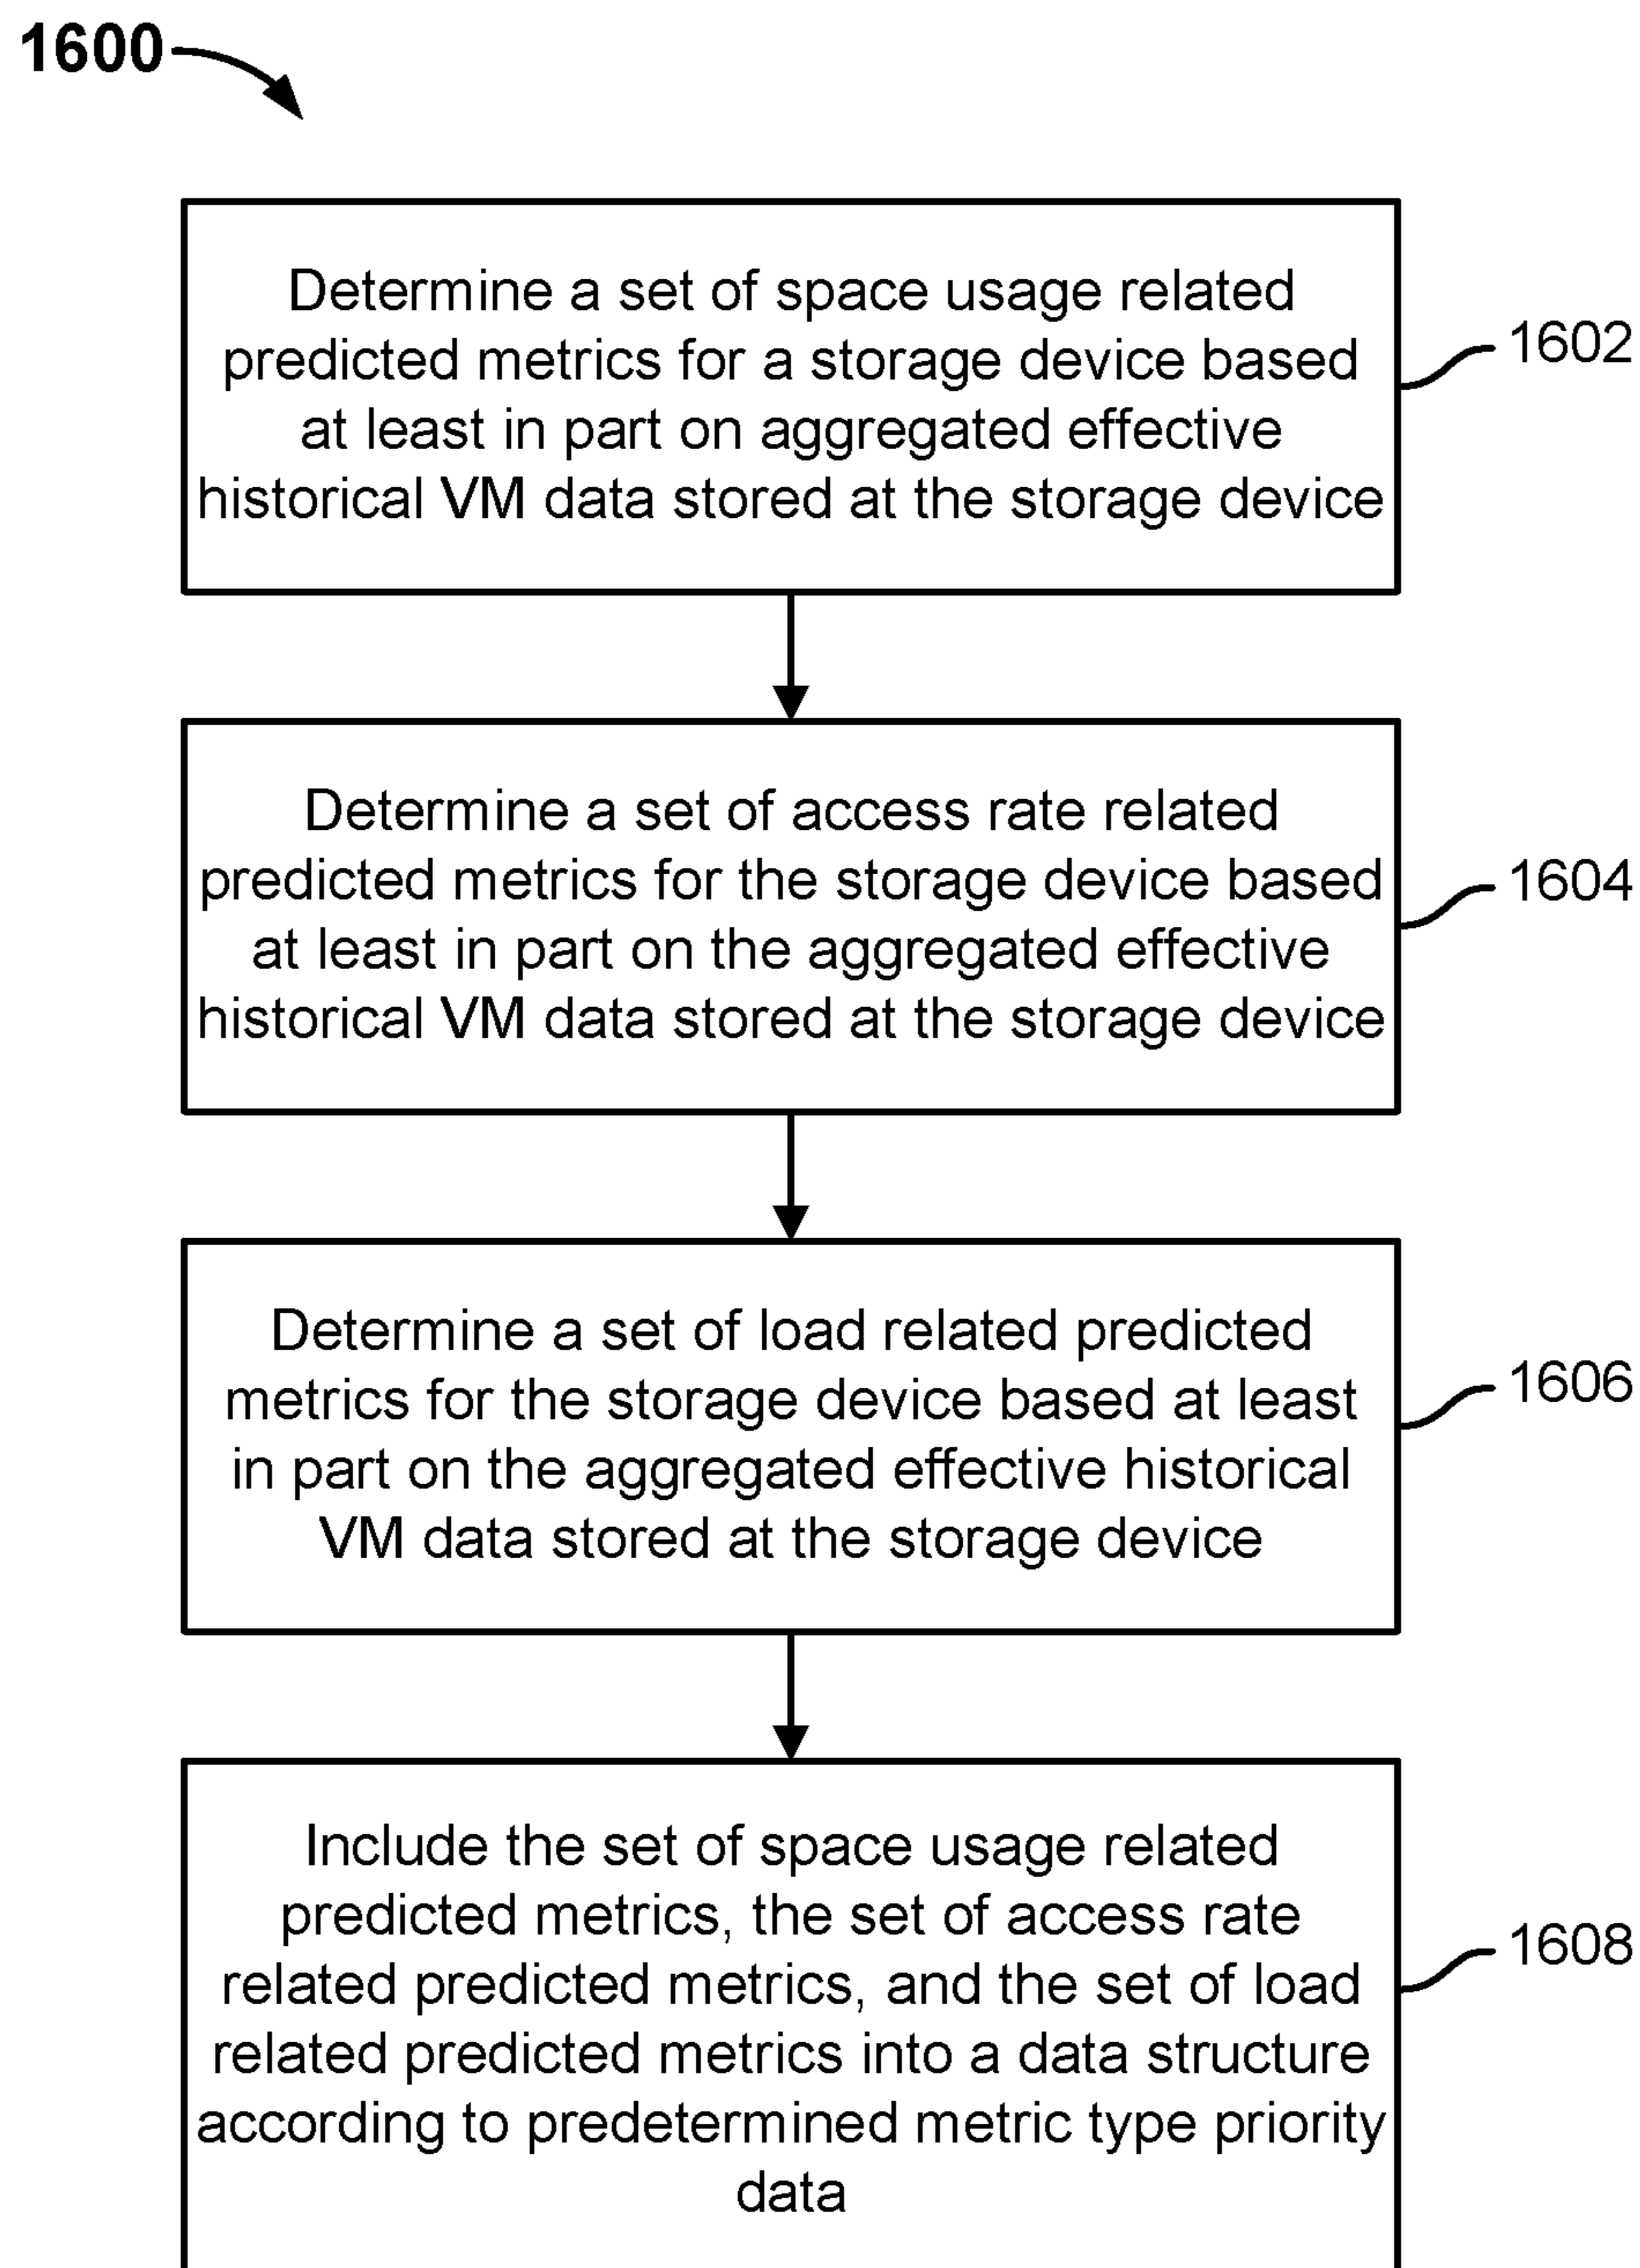 1600
Determine a set of space usage related
predicted metrics for a storage device based
at least in part on aggregated effective
historical VM data stored at the storage device
1602
Determine a set of access rate related
predicted metrics for the storage device based
at least in part on the aggregated effective
historical VM data stored at the storage device
1604
Determine a set of load related predicted
metrics for the storage device based at least
in part on the aggregated effective historical
VM data stored at the storage device
1606
Include the set of space usage related
predicted metrics, the set of access rate
related predicted metrics, and the set of load
related predicted metrics into a data structure
according to predetermined metric type priority
data
1608